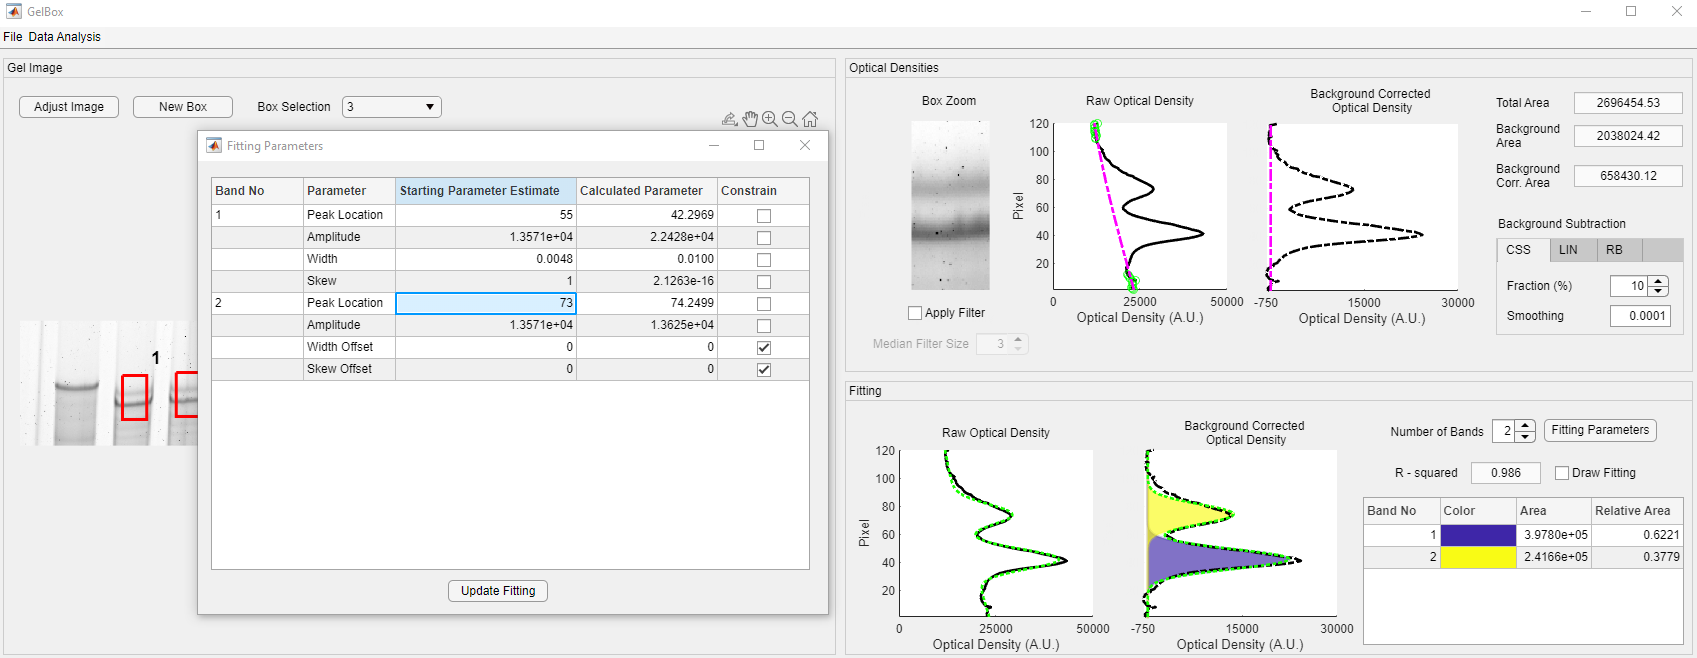 GelBox
File Data Analysis
Gel Image
Adjust Image
New Box
Box Selection
3
1
Fitting Parameters
Band No Parameter Starting Parameter Estimate Calculated Parameter Constrain
1 Peak Location 55 42.2969
Amplitude 1.3571e+04 2.2428e+04
Width 0.0048 0.0100
Skew 1 2.1263e-16
2 Peak Location 73 74.2499
Amplitude 1.3571e+04 1.3625e+04
Width Offset 0 0
Skew Offset 0 0
Update Fitting
Optical Densities
Box Zoom
Apply Filter
Median Filter Size 3
Raw Optical Density
120
100
80
60
40
20
Pixel
0 25000 50000
Optical Density (A.U.)
Background Corrected
Optical Density
-750 15000 30000
Optical Density (A.U.)
Total Area 2696454.53
Background
Area
2038024.42
Background
Corr. Area
658430.12
Background Subtraction
CSS LIN RB
Fraction (%) 10
Smoothing 0.0001
Fitting
Raw Optical Density
120
100
80
60
40
20
Pixel
0 25000 50000
Optical Density (A.U.)
Background Corrected
Optical Density
-750 15000 30000
Optical Density (A.U.)
Number of Bands 2 Fitting Parameters
R - squared 0.986 Draw Fitting
Band No Color Area Relative Area
1 3.9780e+05 0.6221
2 2.4166e+05 0.3779